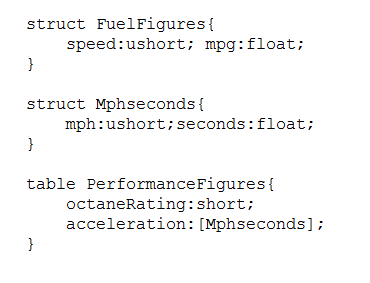 struct FuelFigures{
    speed:ushort; mpg:float;
}
struct Mphseconds{
    mph:ushort;seconds:float;
}
table PerformanceFigures{
    octaneRating:short;
    acceleration:[Mphseconds];
}